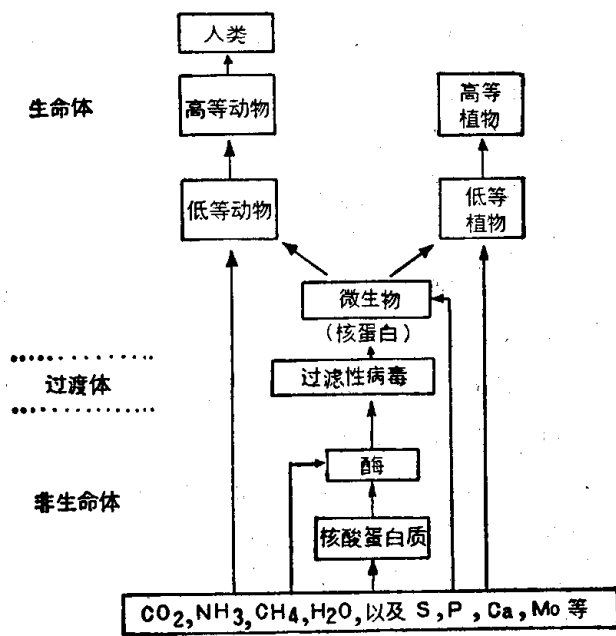 人类
生命体
高等动物
高等
植物
低等动物
低等
植物
微生物
(核蛋白)
过滤性病毒
过渡体
酶
非生命体
核酸蛋白质
CO2,NH3,CH4,H2O,以及 S,P,Ca,Mo 等